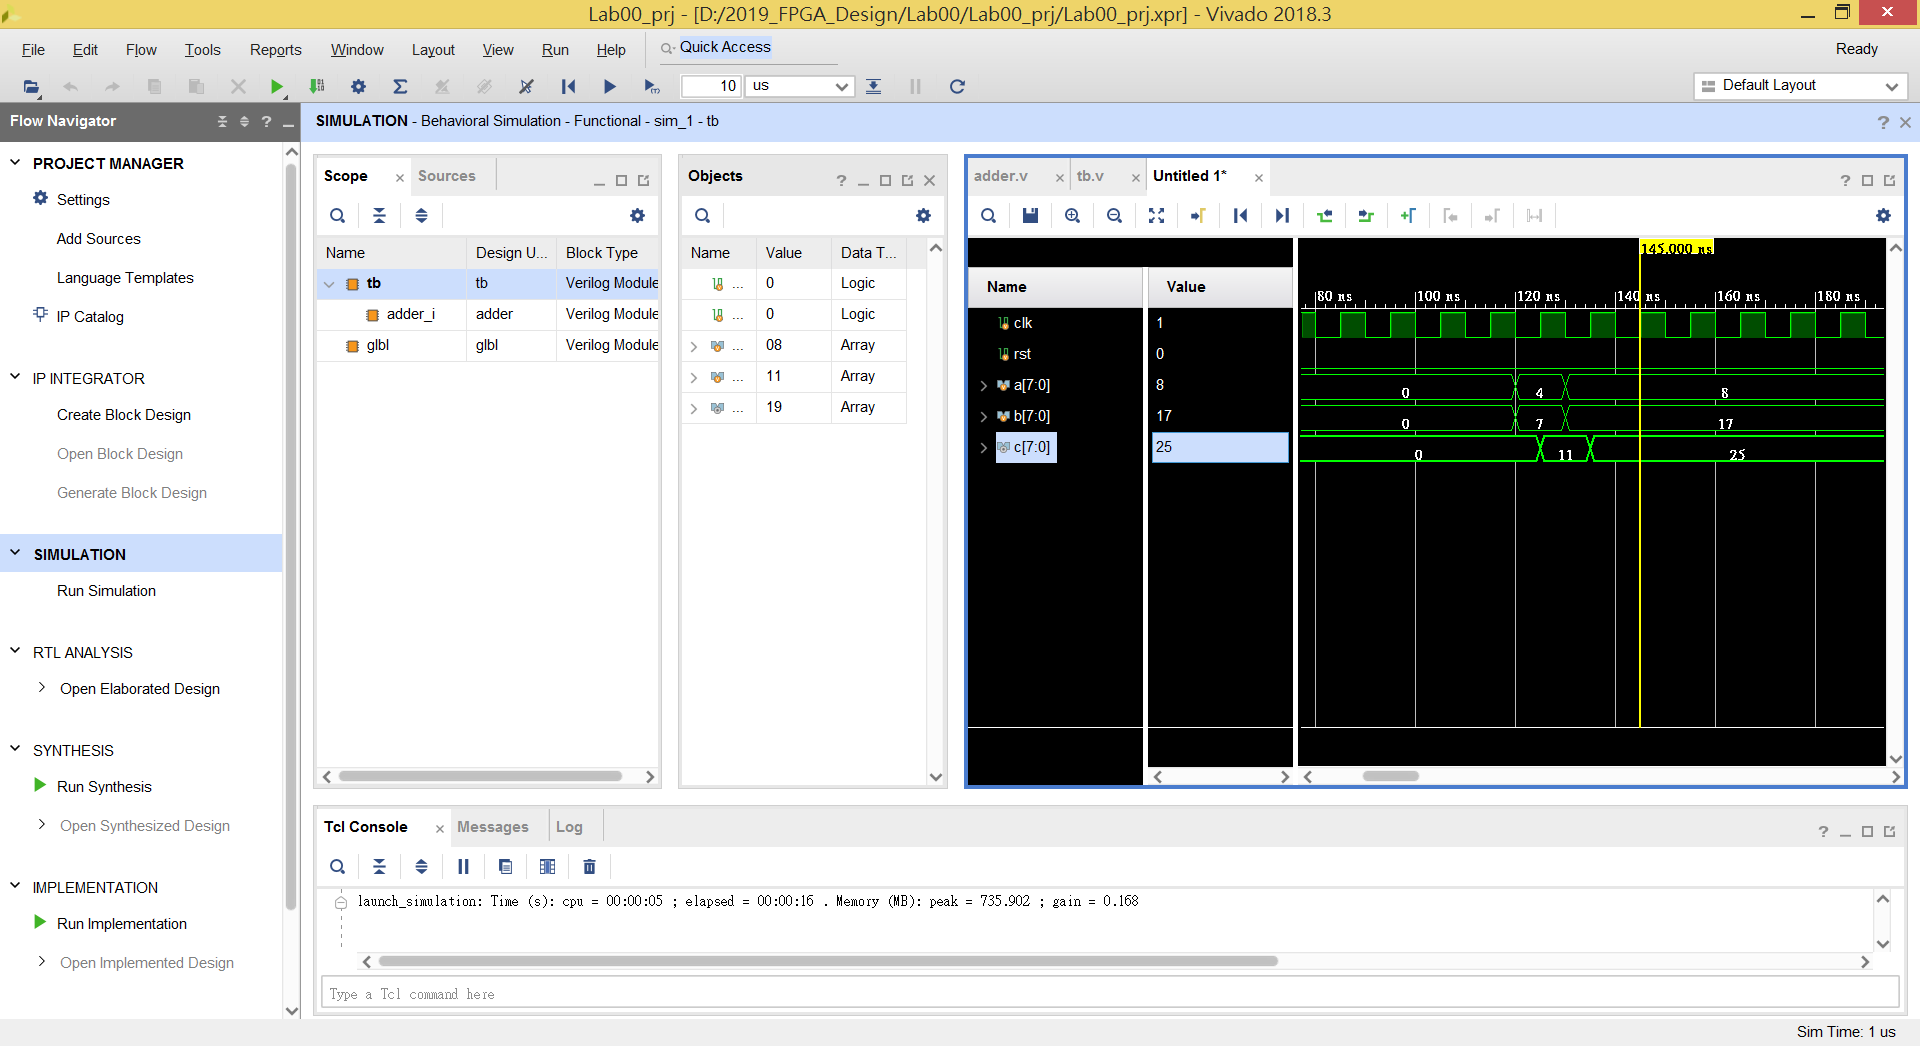 Lab00_prj - [D:/2019_FPGA_Design/Lab00/Lab00_prj/Lab00_prj.xpr] - Vivado 2018.3
File Edit Flow Tools Reports Window Layout View Run Help Quick Access Ready
10 us Default Layout
Flow Navigator
PROJECT MANAGER
Settings
Add Sources
Language Templates
IP Catalog
IP INTEGRATOR
Create Block Design
Open Block Design
Generate Block Design
SIMULATION
Run Simulation
RTL ANALYSIS
Open Elaborated Design
SYNTHESIS
Run Synthesis
Open Synthesized Design
IMPLEMENTATION
Run Implementation
Open Implemented Design
SIMULATION - Behavioral Simulation - Functional - sim_1 - tb
Scope Sources
Name Design U... Block Type
tb tb Verilog Module
adder_i adder Verilog Module
glbl glbl Verilog Module
Objects
Name Value Data T...
... 0 Logic
... 0 Logic
... 08 Array
... 11 Array
... 19 Array
adder.v tb.v Untitled 1*
145.000 ns
Name Value
80 ns 100 ns 120 ns 140 ns 160 ns 180 ns
clk 1
rst 0
a[7:0] 8 0 4 8
b[7:0] 17 0 7 17
c[7:0] 25 0 11 25
Tcl Console Messages Log
launch_simulation: Time (s): cpu = 00:00:05 ; elapsed = 00:00:16 . Memory (MB): peak = 735.902 ; gain = 0.168
Type a Tcl command here
Sim Time: 1 us